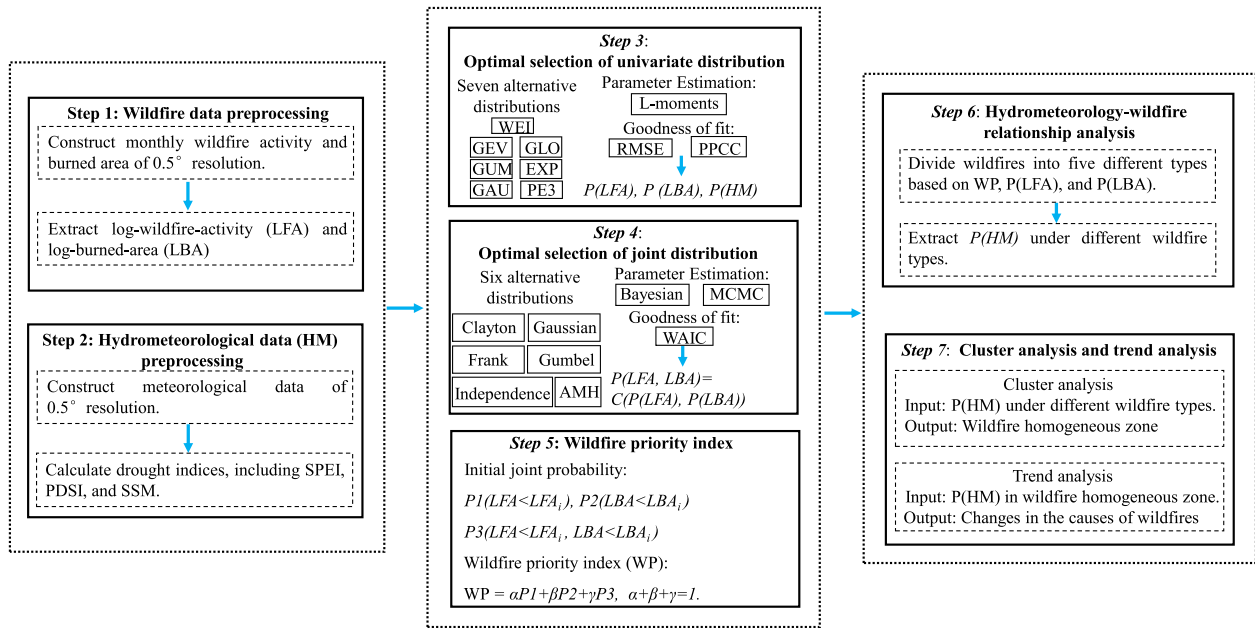 Step 1: Wildfire data preprocessing
Construct monthly wildfire activity and
burned area of 0.5° resolution.
Extract log-wildfire-activity (LFA) and
log-burned-area (LBA)
Step 2: Hydrometeorological data (HM)
preprocessing
Construct meteorological data of
0.5° resolution.
Calculate drought indices, including SPEI,
PDSI, and SSM.
Step 3:
Optimal selection of univariate distribution
Seven alternative
distributions
WEI
GEV GLO
GUM EXP
GAU PE3
Parameter Estimation:
L-moments
Goodness of fit:
RMSE PPCC
P(LFA), P (LBA), P(HM)
Step 4:
Optimal selection of joint distribution
Six alternative
distributions
Clayton Gaussian
Frank Gumbel
Independence AMH
Parameter Estimation:
Bayesian MCMC
Goodness of fit:
WAIC
P(LFA, LBA)=
C(P(LFA), P(LBA))
Step 5: Wildfire priority index
Initial joint probability:
P1(LFA<LFAi), P2(LBA<LBAi)
P3(LFA<LFAi, LBA<LBAi)
Wildfire priority index (WP):
WP = αP1+βP2+γP3, α+β+γ=1.
Step 6: Hydrometeorology-wildfire
relationship analysis
Divide wildfires into five different types
based on WP, P(LFA), and P(LBA).
Extract P(HM) under different wildfire
types.
Step 7: Cluster analysis and trend analysis
Cluster analysis
Input: P(HM) under different wildfire types.
Output: Wildfire homogeneous zone
Trend analysis
Input: P(HM) in wildfire homogeneous zone.
Output: Changes in the causes of wildfires